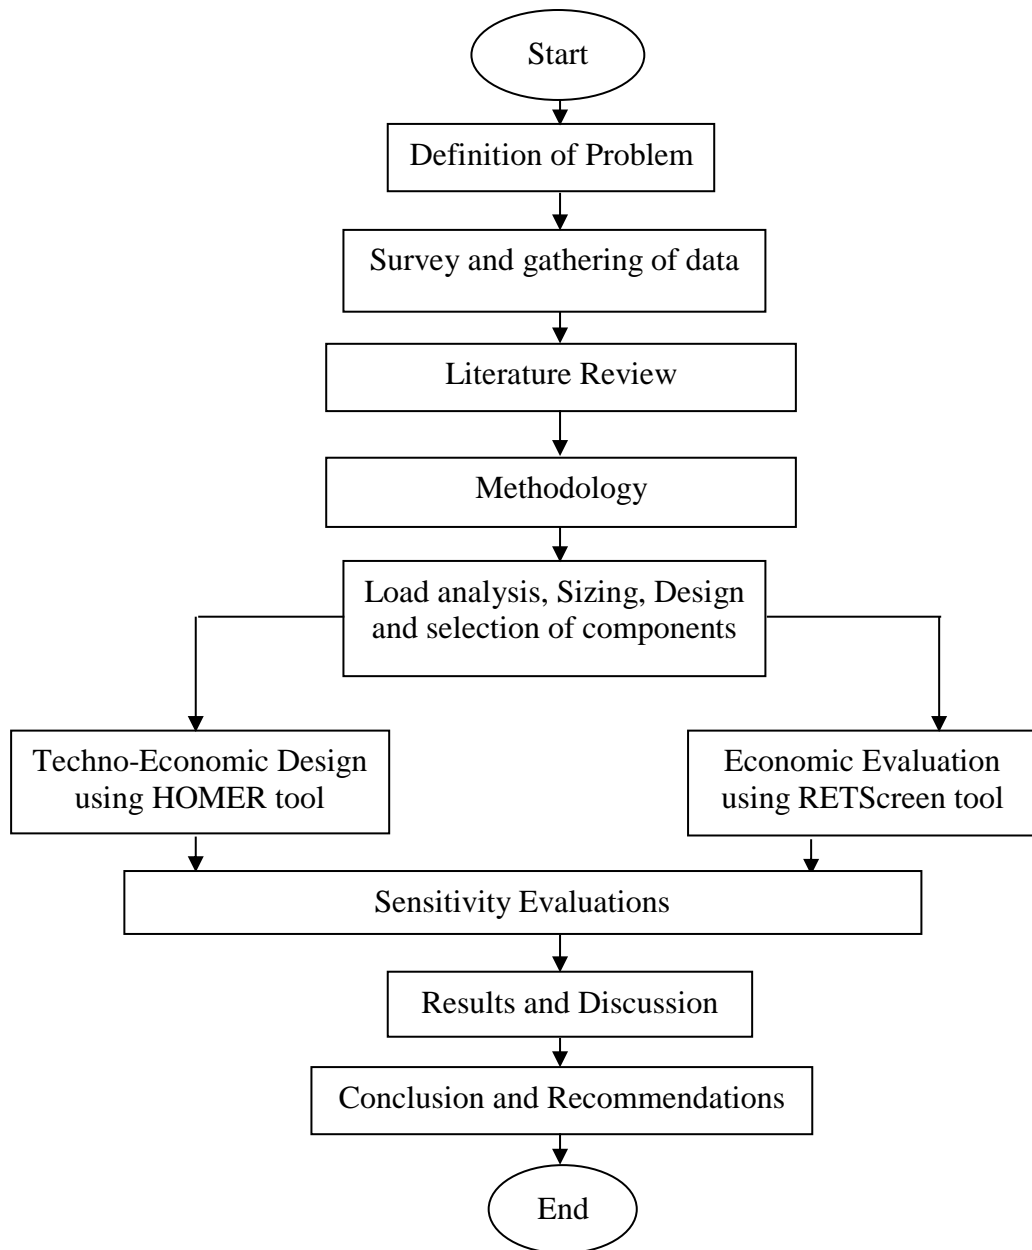 Start
Definition of Problem
Survey and gathering of data
Literature Review
Methodology
Load analysis, Sizing, Design
and selection of components
Techno-Economic Design
using HOMER tool
Economic Evaluation
using RETScreen tool
Sensitivity Evaluations
Results and Discussion
Conclusion and Recommendations
End